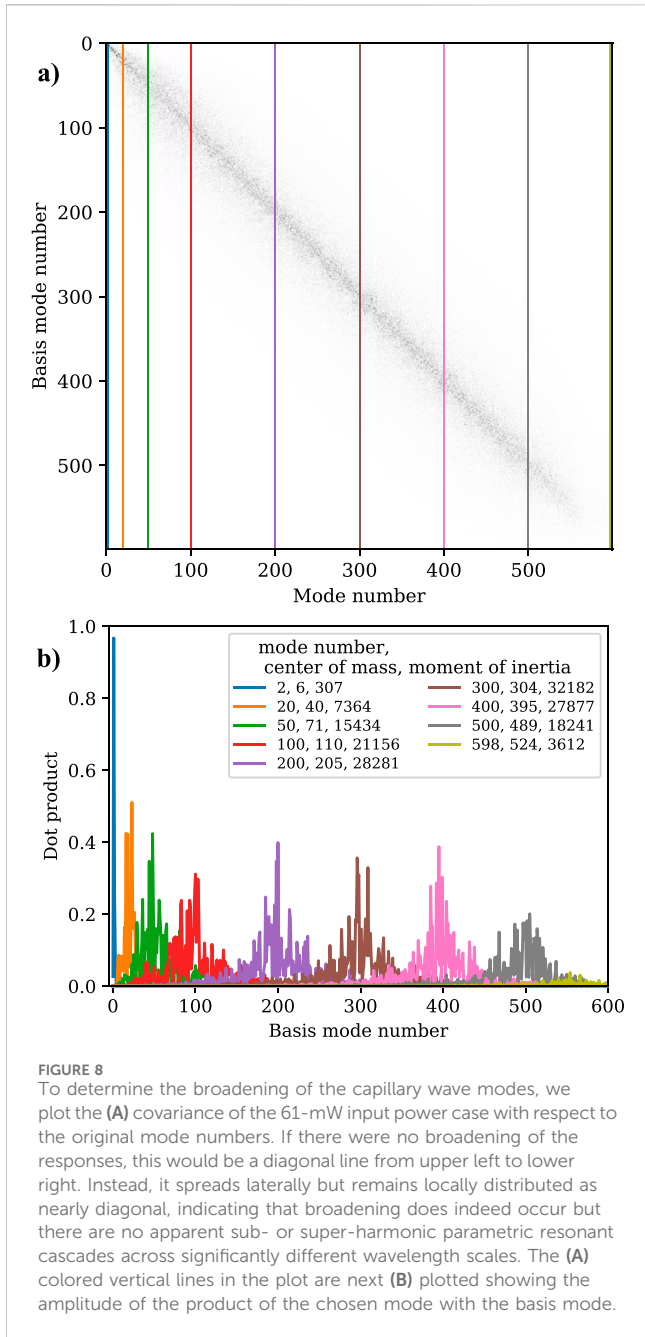 a)
0
100
200
300
400
500
Basis mode number
0 100 200 300 400 500
Mode number
b)
1.0
0.8
0.6
0.4
0.2
0.0
Dot product
mode number,
center of mass, moment of inertia
2, 6, 307
20, 40, 7364
50, 71, 15434
100, 110, 21156
200, 205, 28281
300, 304, 32182
400, 395, 27877
500, 489, 18241
598, 524, 3612
0 100 200 300 400 500 600
Basis mode number
FIGURE 8
To determine the broadening of the capillary wave modes, we
plot the (A) covariance of the 61-mW input power case with respect to
the original mode numbers. If there were no broadening of the
responses, this would be a diagonal line from upper left to lower
right. Instead, it spreads laterally but remains locally distributed as
nearly diagonal, indicating that broadening does indeed occur but
there are no apparent sub- or super-harmonic parametric resonant
cascades across significantly different wavelength scales. The (A)
colored vertical lines in the plot are next (B) plotted showing the
amplitude of the product of the chosen mode with the basis mode.